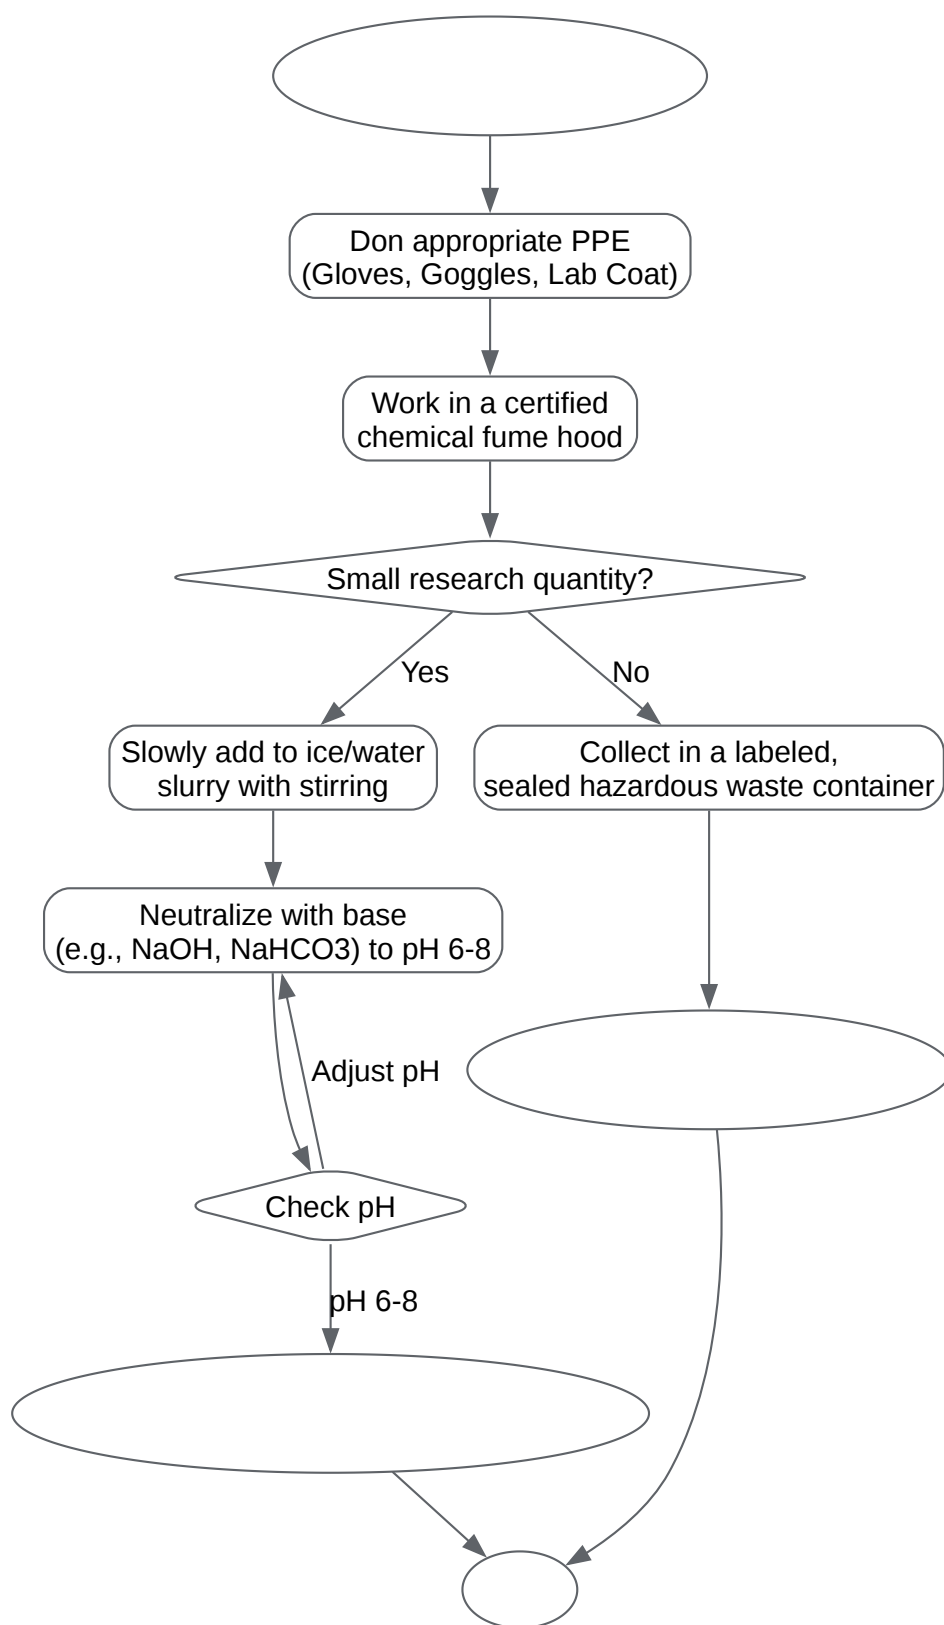 Don appropriate PPE
(Gloves, Goggles, Lab Coat)
Work in a certified
chemical fume hood
Small research quantity?
Yes
No
Slowly add to ice/water
slurry with stirring
Collect in a labeled,
sealed hazardous waste container
Neutralize with base
(e.g., NaOH, NaHCO3) to pH 6-8
Adjust pH
Check pH
pH 6-8